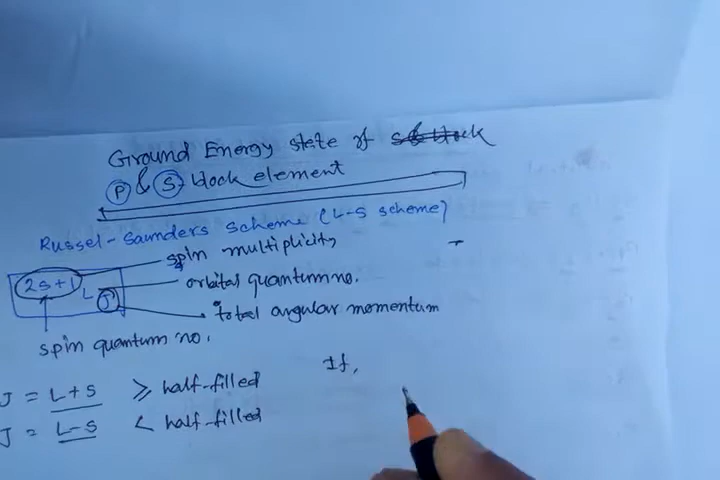 Ground Energy state of
(P) & (S)- block element
Russel-Saunders Scheme (L-S scheme)
spin multiplicity
2s+1 L J
orbital quantum no.
total angular momentum
spin quantum no.
J = L+S ≥ half-filled
If,
J = L-S < half-filled